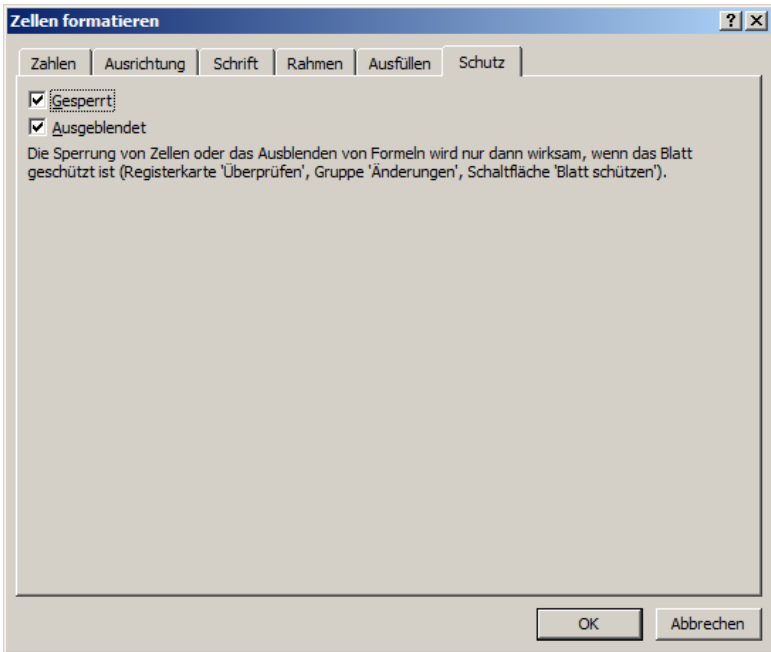 Zellen formatieren
Zahlen Ausrichtung Schrift Rahmen Ausfüllen Schutz
Gesperrt
Ausgeblendet
Die Sperrung von Zellen oder das Ausblenden von Formeln wird nur dann wirksam, wenn das Blatt
geschützt ist (Registerkarte 'Überprüfen', Gruppe 'Änderungen', Schaltfläche 'Blatt schützen').
OK Abbrechen